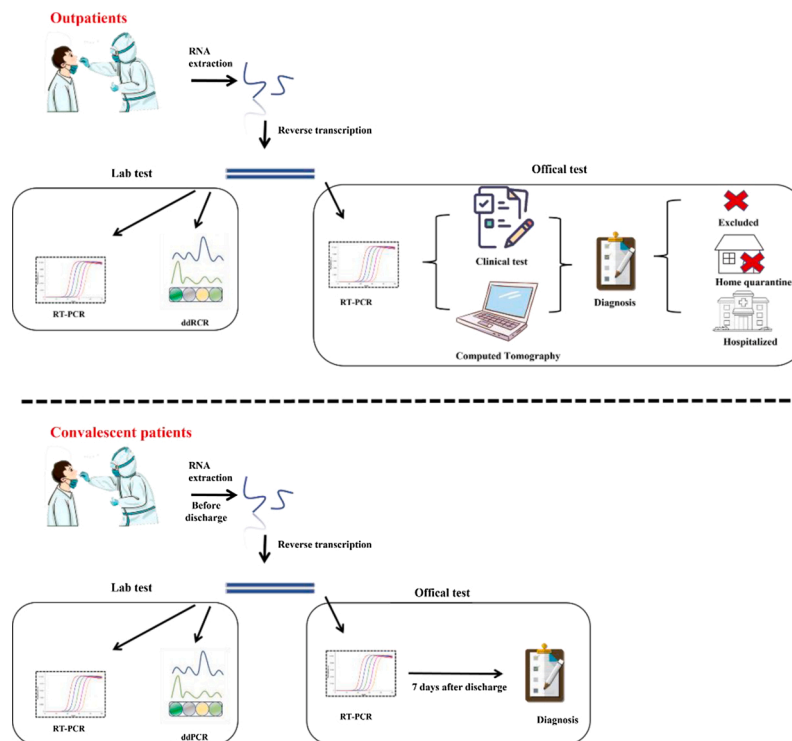 Outpatients
RNA
extraction
Reverse transcription
Lab test
Offical test
RT-PCR
ddRCR
RT-PCR
Clinical test
Computed Tomography
Diagnosis
Excluded
Home quarantine
Hospitalized
Convalescent patients
RNA
extraction
Before
discharge
Reverse transcription
Lab test
Offical test
RT-PCR
ddPCR
RT-PCR
7 days after discharge
Diagnosis